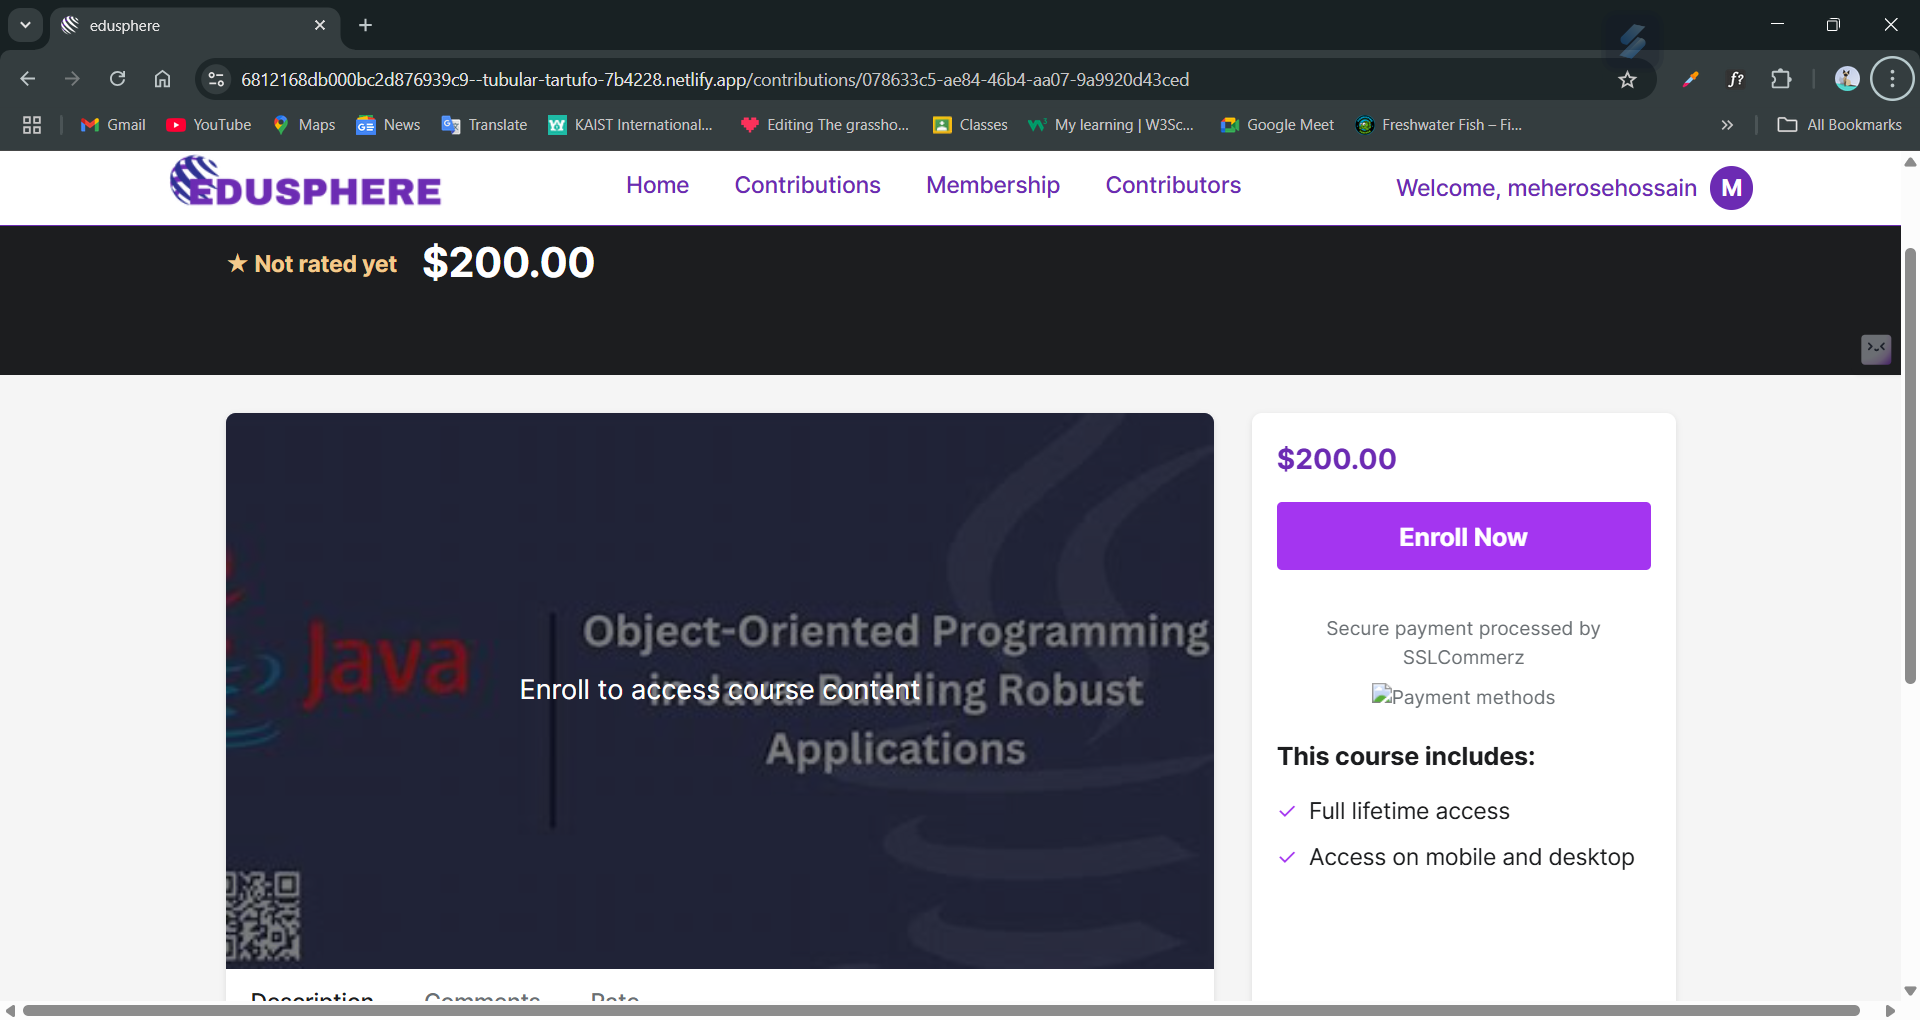 edusphere
6812168db000bc2d876939c9--tubular-tartufo-7b4228.netlify.app/contributions/078633c5-ae84-46b4-aa07-9a9920d43ced
f?
Gmail
YouTube
Maps
News
Translate
KAIST International...
Editing The grassho...
Classes
My learning | W3Sc...
Google Meet
Freshwater Fish – Fi...
All Bookmarks
EDUSPHERE
Home
Contributions
Membership
Contributors
Welcome, meherosehossain
M
★ Not rated yet
$200.00
Java
Object-Oriented Programming
in Java: Building Robust
Applications
Enroll to access course content
$200.00
Enroll Now
Secure payment processed by
SSLCommerz
Payment methods
This course includes:
Full lifetime access
Access on mobile and desktop
Description
Comments
Rate